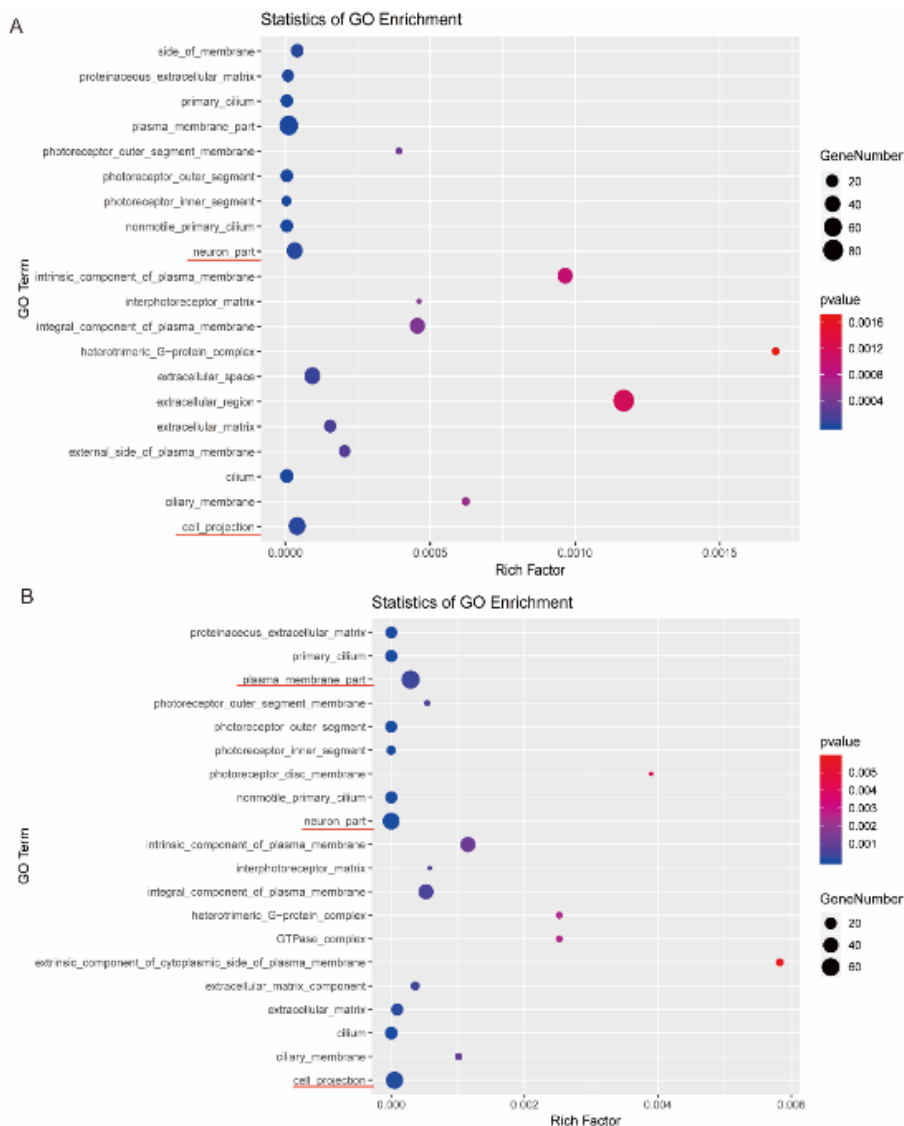 A
Statistics of GO Enrichment
side_of_membrane
proteinaceous_extracellular_matrix
primary_cilium
plasma_membrane_part
photoreceptor_outer_segment_membrane
photoreceptor_outer_segment
photoreceptor_inner_segment
nonmotile_primary_cilium
neuron_part
intrinsic_component_of_plasma_membrane
interphotoreceptor_matrix
integral_component_of_plasma_membrane
heterotrimeric_G-protein_complex
extracellular_space
extracellular_region
extracellular_matrix
external_side_of_plasma_membrane
cilium
ciliary_membrane
cell_projection
GO Term
0.0000 0.0005 0.0010 0.0015
Rich Factor
GeneNumber
20
40
60
80
pvalue
0.0016
0.0012
0.0008
0.0004
B
Statistics of GO Enrichment
proteinaceous_extracellular_matrix
primary_cilium
plasma_membrane_part
photoreceptor_outer_segment_membrane
photoreceptor_outer_segment
photoreceptor_inner_segment
photoreceptor_disc_membrane
nonmotile_primary_cilium
neuron_part
intrinsic_component_of_plasma_membrane
interphotoreceptor_matrix
integral_component_of_plasma_membrane
heterotrimeric_G-protein_complex
GTPase_complex
extrinsic_component_of_cytoplasmic_side_of_plasma_membrane
extracellular_matrix_component
extracellular_matrix
cilium
ciliary_membrane
cell_projection
GO Term
0.000 0.002 0.004 0.006
Rich Factor
pvalue
0.005
0.004
0.003
0.002
0.001
GeneNumber
20
40
60